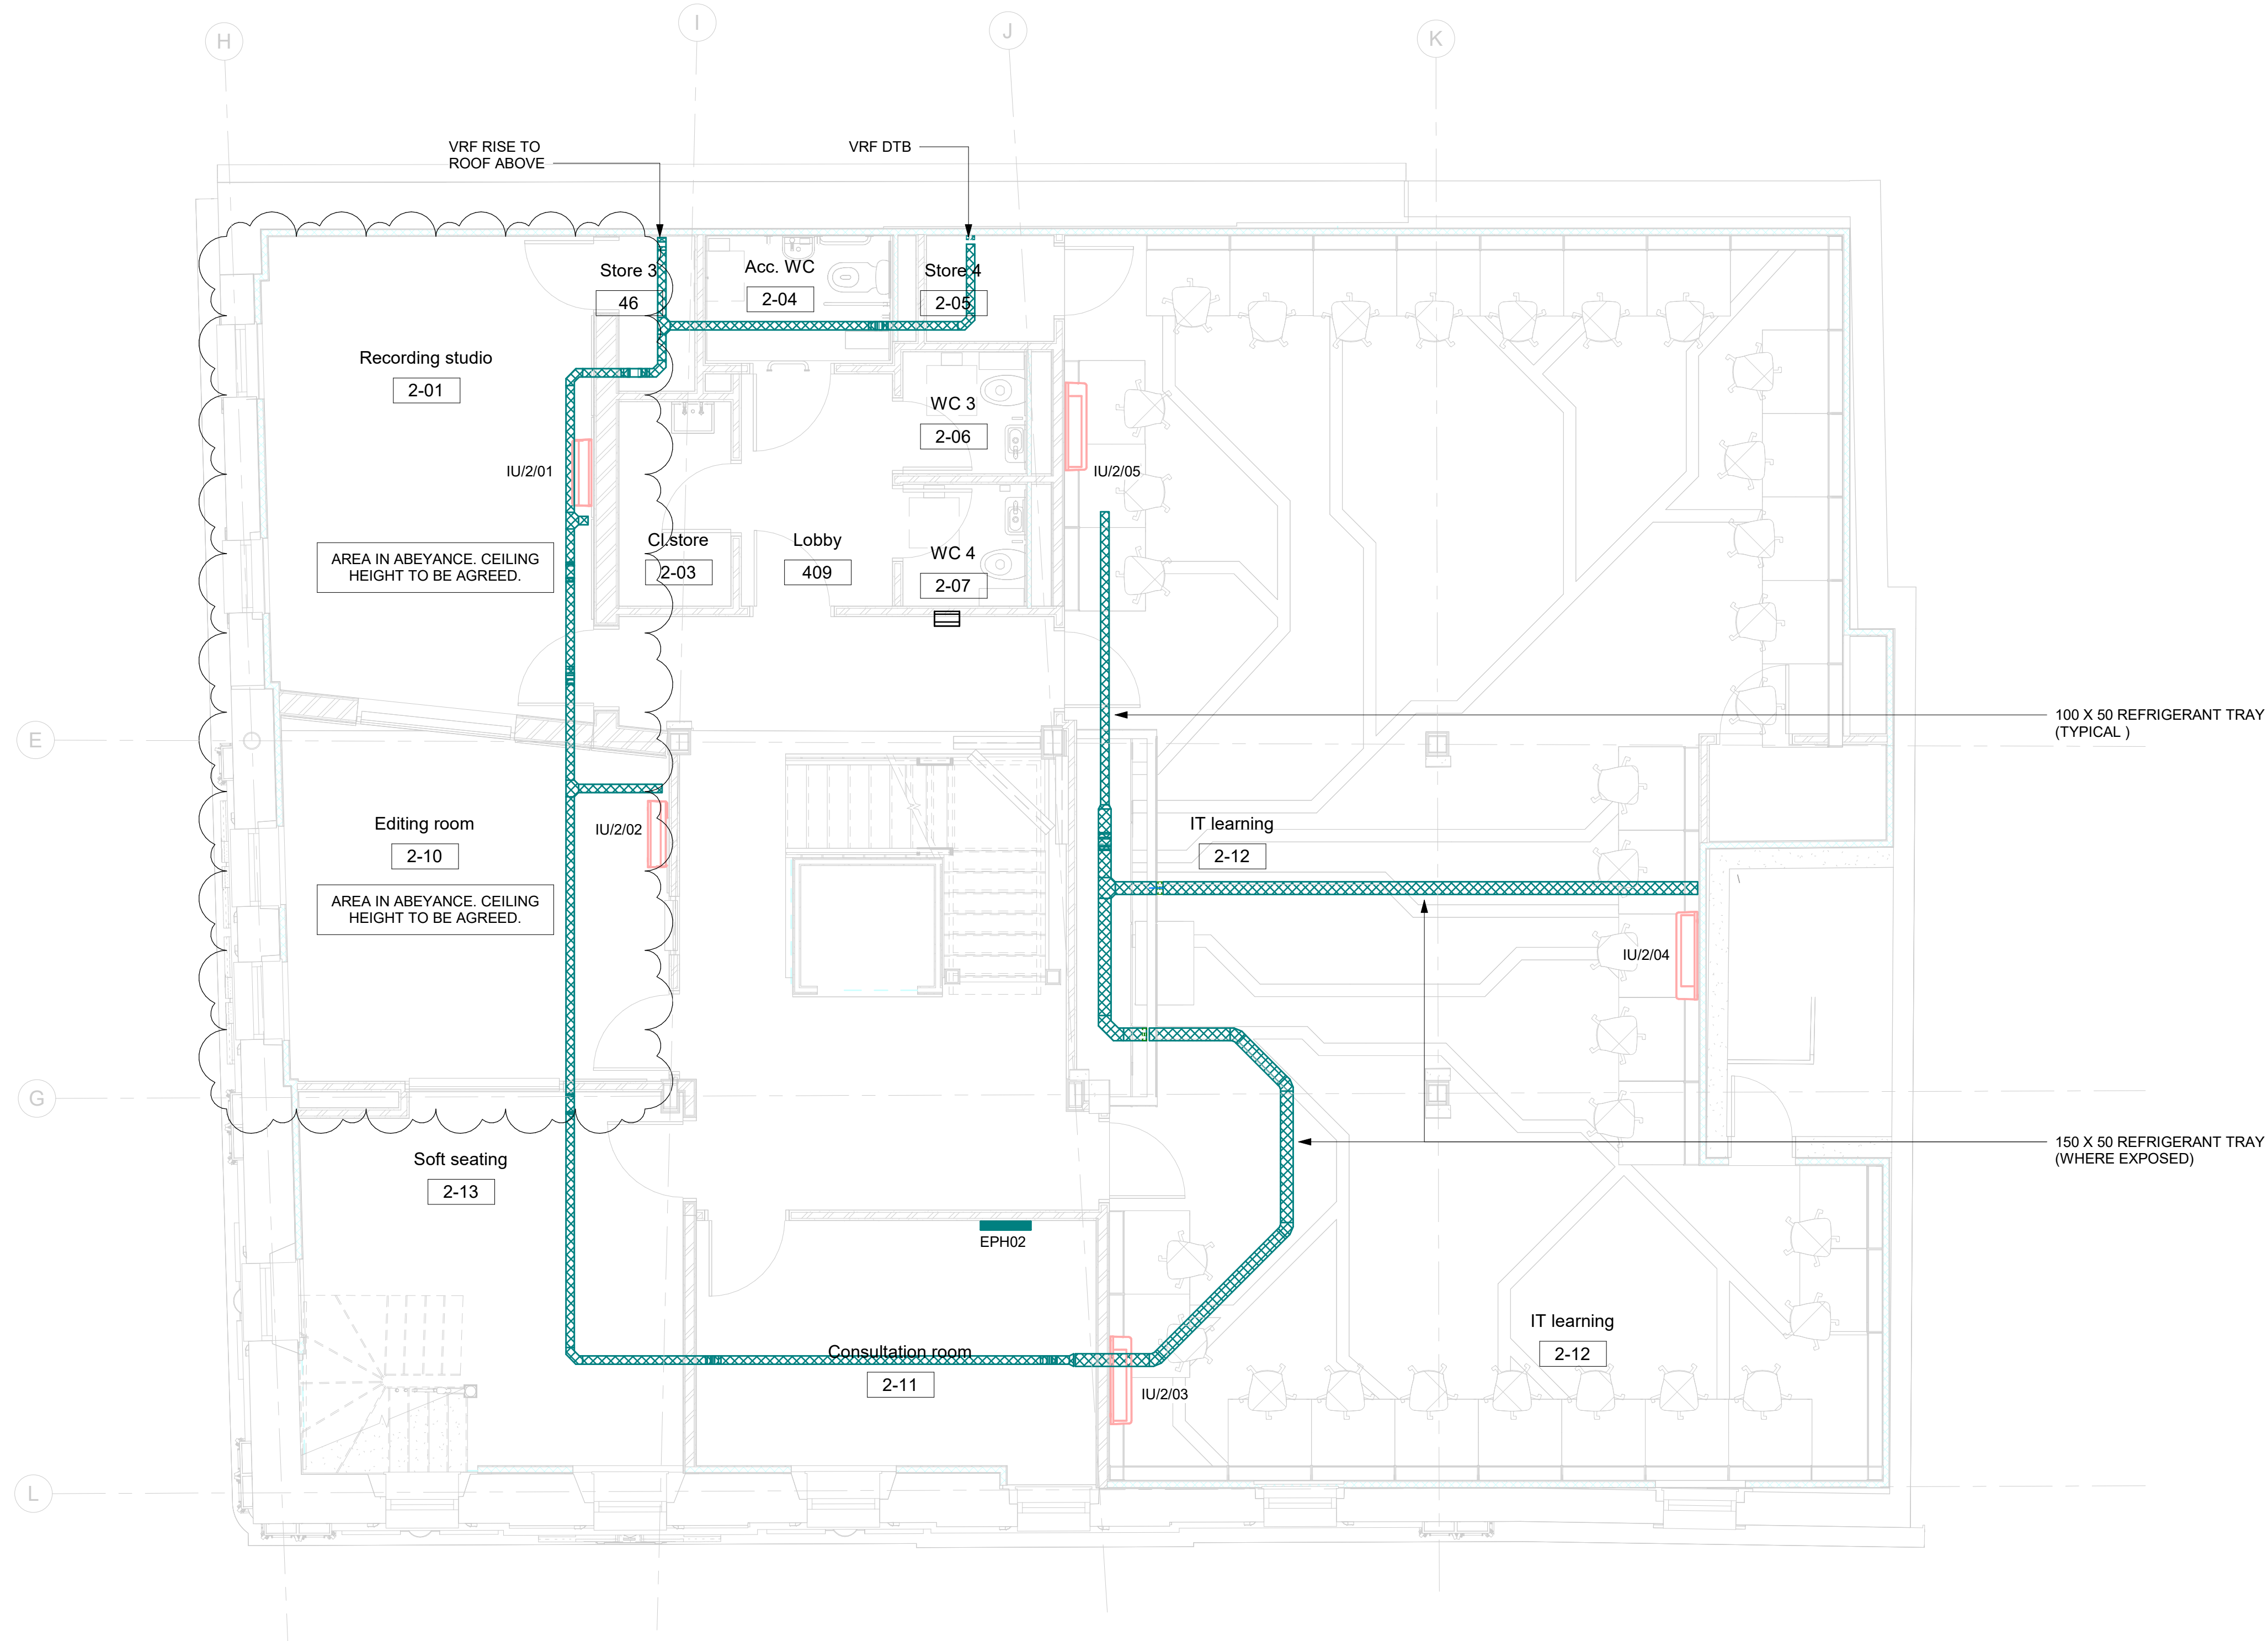 H
I
J
K
VRF RISE TO
ROOF ABOVE
VRF DTB
Store 3
46
Acc. WC
2-04
Store 4
2-05
Recording studio
2-01
WC 3
2-06
IU/2/01
IU/2/05
AREA IN ABEYANCE. CEILING
HEIGHT TO BE AGREED.
Cl.store
2-03
Lobby
409
WC 4
2-07
E
100 X 50 REFRIGERANT TRAY
(TYPICAL )
Editing room
2-10
IU/2/02
IT learning
2-12
AREA IN ABEYANCE. CEILING
HEIGHT TO BE AGREED.
IU/2/04
G
150 X 50 REFRIGERANT TRAY
(WHERE EXPOSED)
Soft seating
2-13
EPH02
Consultation room
2-11
IU/2/03
IT learning
2-12
L